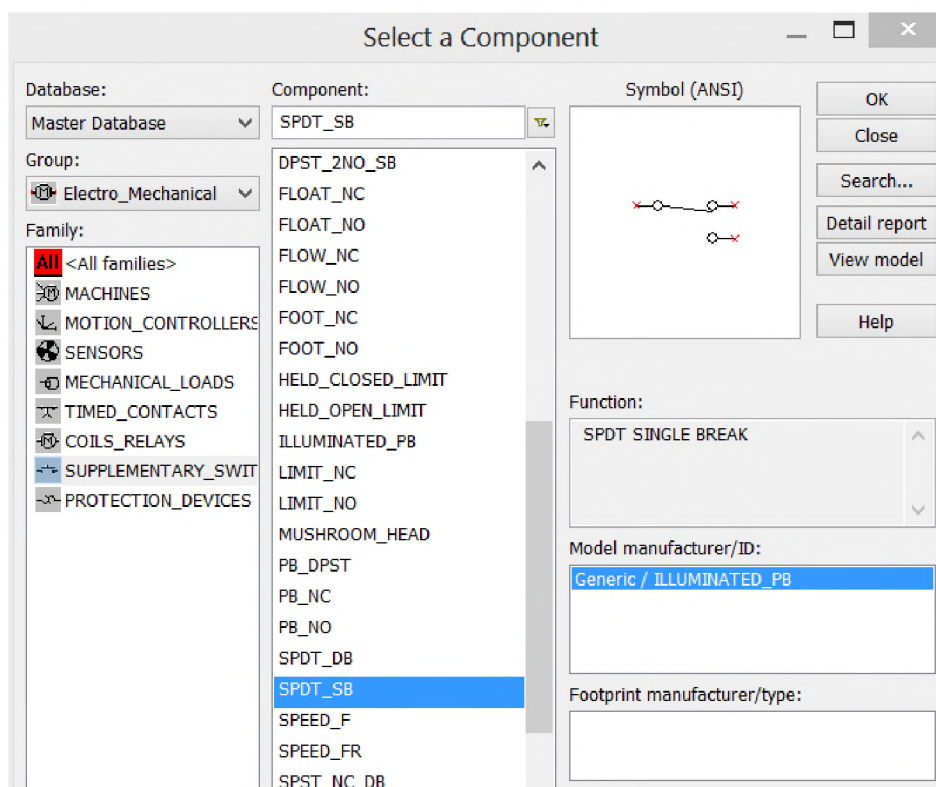 Select a Component
Database:
Master Database
Group:
Electro_Mechanical
Family:
All <All families>
MACHINES
MOTION_CONTROLLERS
SENSORS
MECHANICAL_LOADS
TIMED_CONTACTS
COILS_RELAYS
SUPPLEMENTARY_SWIT
PROTECTION_DEVICES
Component:
SPDT_SB
DPST_2NO_SB
FLOAT_NC
FLOAT_NO
FLOW_NC
FLOW_NO
FOOT_NC
FOOT_NO
HELD_CLOSED_LIMIT
HELD_OPEN_LIMIT
ILLUMINATED_PB
LIMIT_NC
LIMIT_NO
MUSHROOM_HEAD
PB_DPST
PB_NC
PB_NO
SPDT_DB
SPDT_SB
SPEED_F
SPEED_FR
SPST_NC_DB
Symbol (ANSI)
Function:
SPDT SINGLE BREAK
Model manufacturer/ID:
Generic / ILLUMINATED_PB
Footprint manufacturer/type:
OK
Close
Search...
Detail report
View model
Help